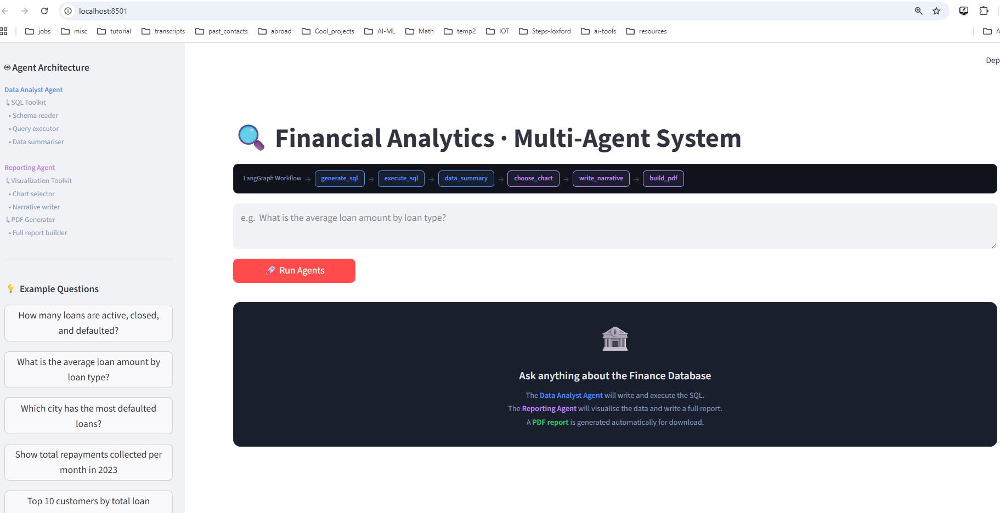 localhost:8501
jobs misc tutorial transcripts past_contacts abroad Cool_projects AI-ML Math temp2 IOT Steps-loxford ai-tools resources A
Dep
Agent Architecture
Data Analyst Agent
↳ SQL Toolkit
• Schema reader
• Query executor
• Data summariser
Reporting Agent
↳ Visualization Toolkit
• Chart selector
• Narrative writer
↳ PDF Generator
• Full report builder
Example Questions
How many loans are active, closed,
and defaulted?
What is the average loan amount by
loan type?
Which city has the most defaulted
loans?
Show total repayments collected per
month in 2023
Top 10 customers by total loan
Financial Analytics · Multi-Agent System
LangGraph Workflow → generate_sql → execute_sql → data_summary → choose_chart → write_narrative → build_pdf
e.g. What is the average loan amount by loan type?
Run Agents
Ask anything about the Finance Database
The Data Analyst Agent will write and execute the SQL.
The Reporting Agent will visualise the data and write a full report.
A PDF report is generated automatically for download.